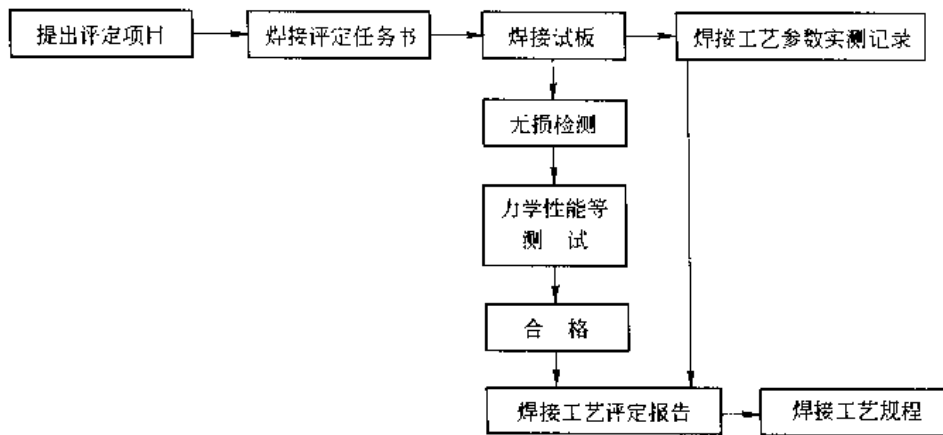 提出评定项目
焊接评定任务书
焊接试板
焊接工艺参数实测记录
无损检测
力学性能等
测 试
合 格
焊接工艺评定报告
焊接工艺规程